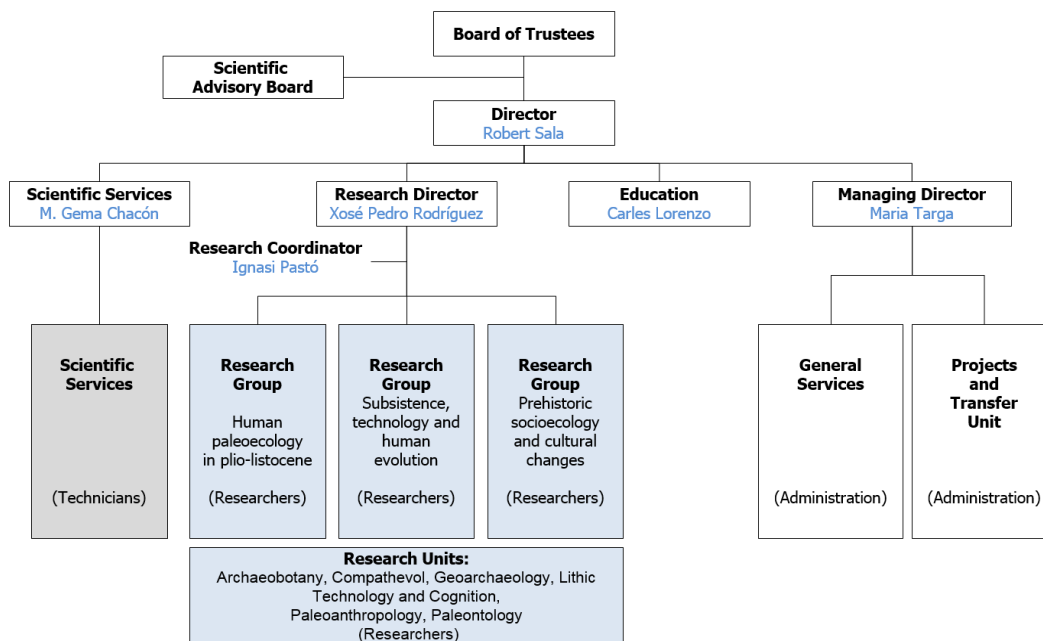 Board of Trustees
Scientific
Advisory Board
Director
Robert Sala
Scientific Services
M. Gema Chacón
Research Director
Xosé Pedro Rodríguez
Education
Carles Lorenzo
Managing Director
Maria Targa
Research Coordinator
Ignasi Pastó
Scientific
Services
(Technicians)
Research
Group
Human
paleoecology
in plio-listocene
(Researchers)
Research
Group
Subsistence,
technology and
human
evolution
(Researchers)
Research
Group
Prehistoric
socioecology
and cultural
changes
(Researchers)
General
Services
(Administration)
Projects
and
Transfer
Unit
(Administration)
Research Units:
Archaeobotany, Compathevol, Geoarchaeology, Lithic
Technology and Cognition,
Paleoanthropology, Paleontology
(Researchers)